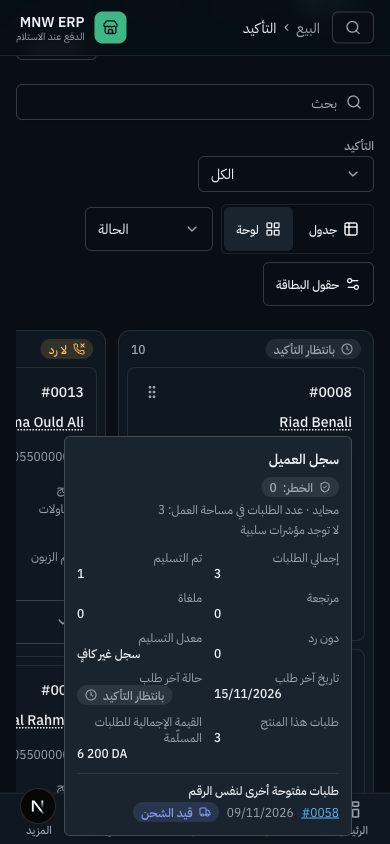 MNW ERP
الدفع عند الاستلام
البيع › التأكيد
بحث
التأكيد
الكل
جدول
لوحة
الحالة
حقول البطاقة
بانتظار التأكيد
10
لا رد
#0008
#0013
Riad Benali
na Ould Ali
سجل العميل
الخطر: 0
محايد · عدد الطلبات في مساحة العمل: 3
لا توجد مؤشرات سلبية
إجمالي الطلبات
3
تم التسليم
1
مرتجعة
0
ملغاة
0
دون رد
0
معدل التسليم
سجل غير كافٍ
تاريخ آخر طلب
15/11/2026
حالة آخر طلب
بانتظار التأكيد
طلبات هذا المنتج
3
القيمة الإجمالية للطلبات
المسلّمة
6 200 DA
طلبات مفتوحة أخرى لنفس الرقم
#0058
09/11/2026
قيد الشحن
N
المزيد